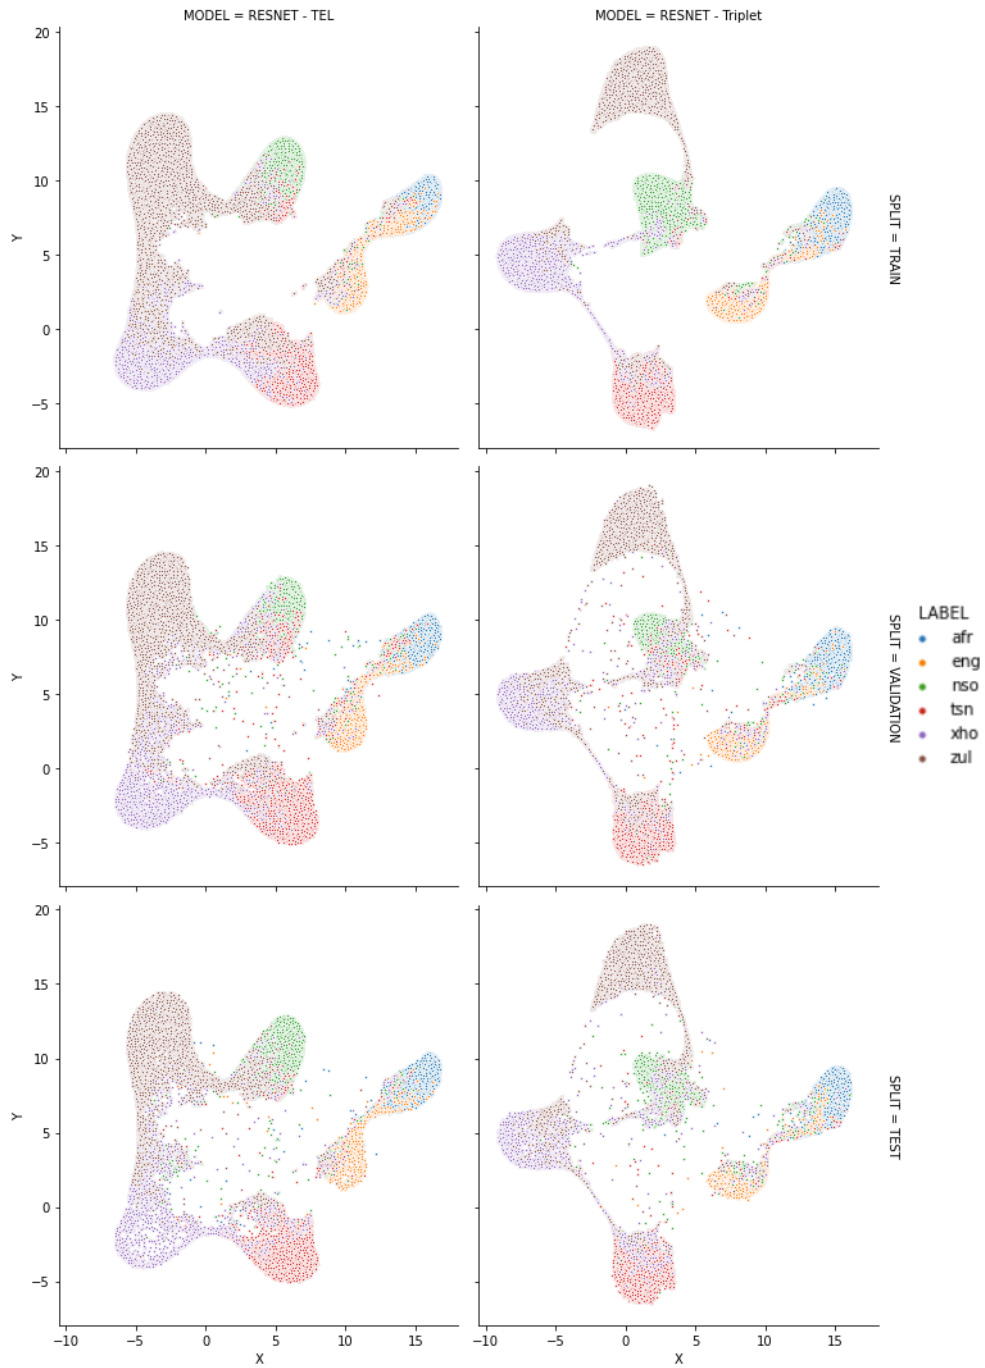 MODEL = RESNET - TEL
MODEL = RESNET - Triplet
20
15
10
5
0
−5
Y
SPLIT = TRAIN
20
15
10
5
0
−5
Y
SPLIT = VALIDATION
LABEL
afr
eng
nso
tsn
xho
zul
20
15
10
5
0
−5
Y
SPLIT = TEST
−10 −5 0 5 10 15
−10 −5 0 5 10 15
X
X